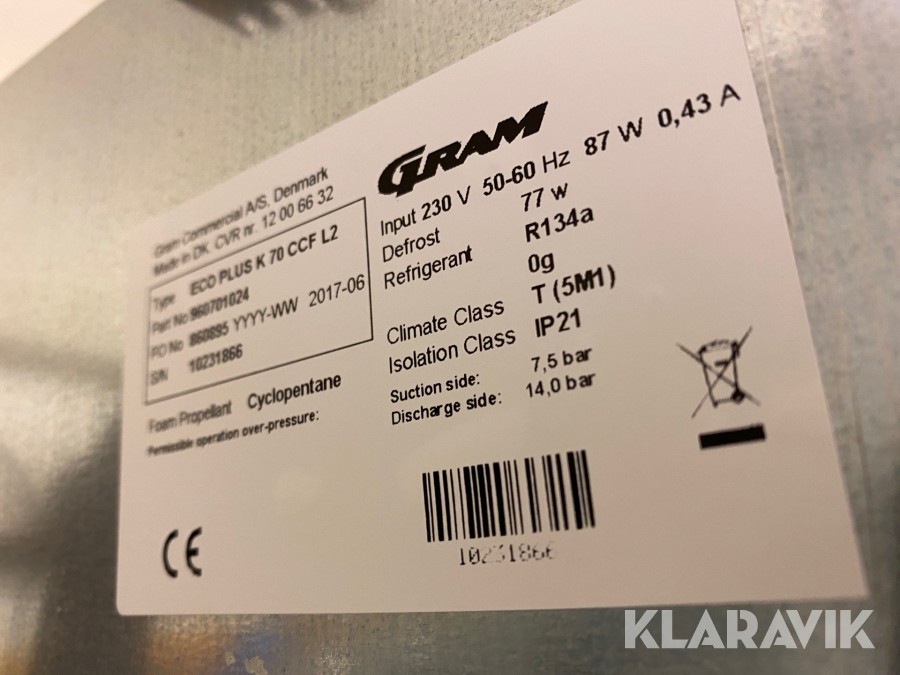 Gram Commercial A/S, Denmark
Made in DK. CVR nr. 12 00 66 32
Type ECO PLUS K 70 CCF L2
Part No 960701024
PO No 860895 YYYY-WW 2017-06
S/N 10231866
Foam Propellant Cyclopentane
Permissible operation over-pressure:
GRAM
Input 230 V 50-60 Hz 87 W 0,43 A
Defrost 77 w
Refrigerant R134a
0g
Climate Class T (5M1)
Isolation Class IP21
Suction side: 7,5 bar
Discharge side: 14,0 bar
CE
10231866
KLARAVIK